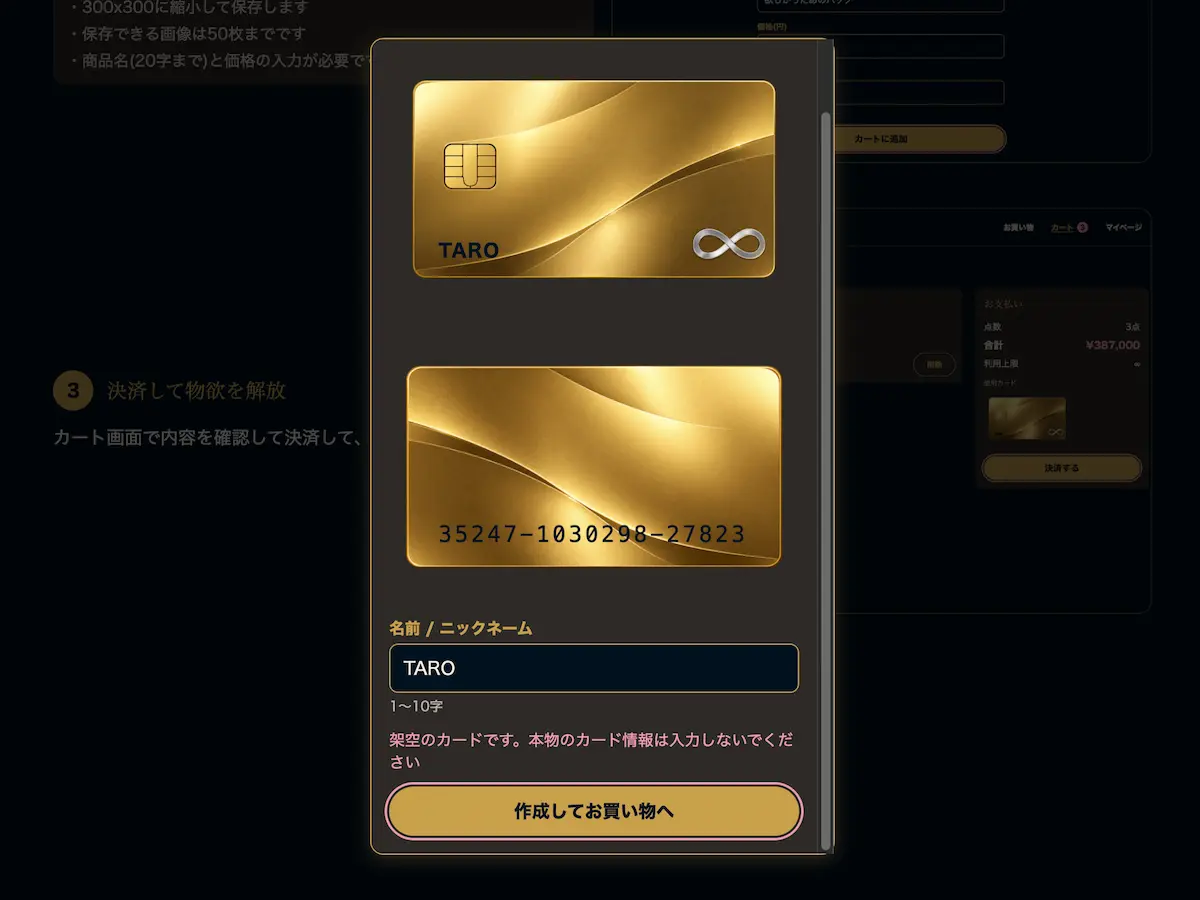 ・300x300に縮小して保存します
・保存できる画像は50枚までです
・商品名(20字まで)と価格の入力が必要で
価格(円)
カートに追加
お買い物 カート 3 マイページ
3 決済して物欲を解放
カート画面で内容を確認して決済して、
お支払い
点数 3点
合計 ¥387,000
利用上限 ∞
使用カード
決済する
TARO
35247-1030298-27823
名前 / ニックネーム
TARO
1〜10字
架空のカードです。本物のカード情報は入力しないでくだ
さい
作成してお買い物へ